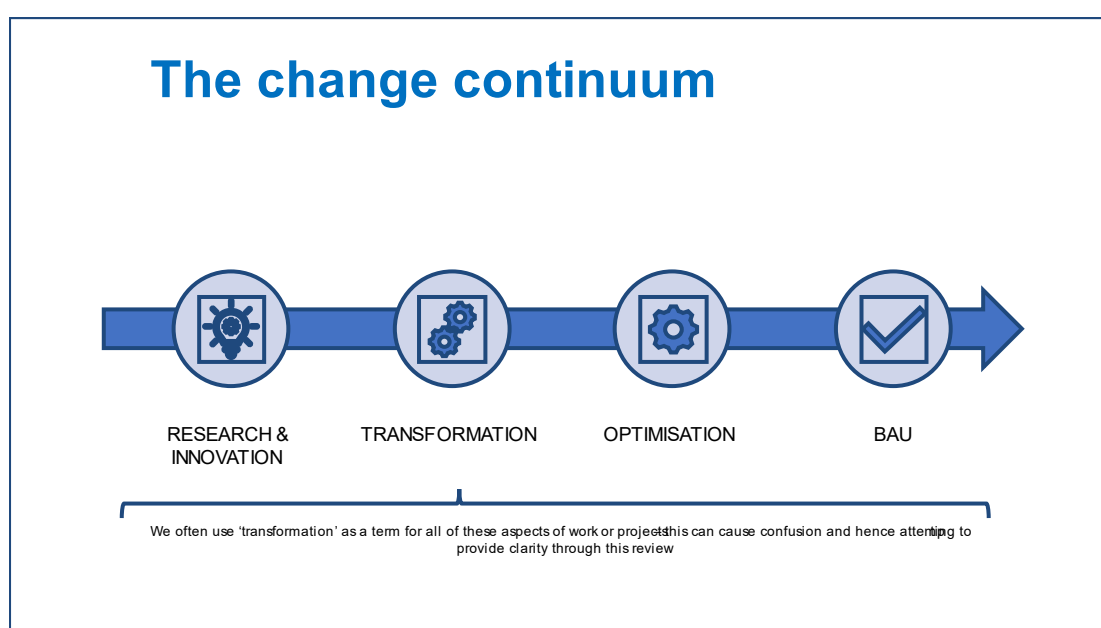 The change continuum
RESEARCH &
INNOVATION
TRANSFORMATION
OPTIMISATION
BAU
We often use ‘transformation’ as a term for all of these aspects of work or projects – this can cause confusion and hence attempting to
provide clarity through this review